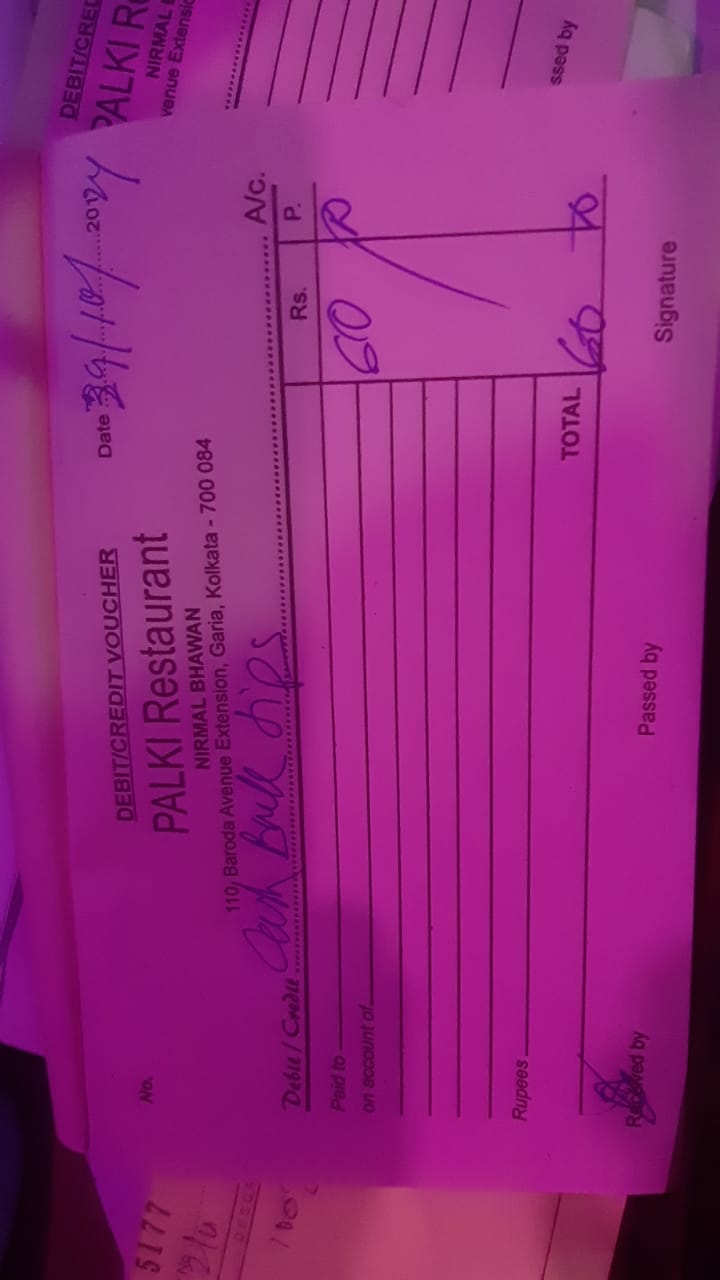 DEBIT/CREDIT VOUCHER
PALKI Restaurant
NIRMAL BHAWAN
110, Baroda Avenue Extension, Garia, Kolkata - 700 084
No.
Date 29/10/2024
Debit / Credit Cash Back tips A/c.
Rs. P.
Paid to 60
on account of
Rupees
TOTAL 60
Received by Passed by Signature
DEBIT/CRED
PALKI R
NIRMAL
venue Extensio
ssed by
5177
DESC